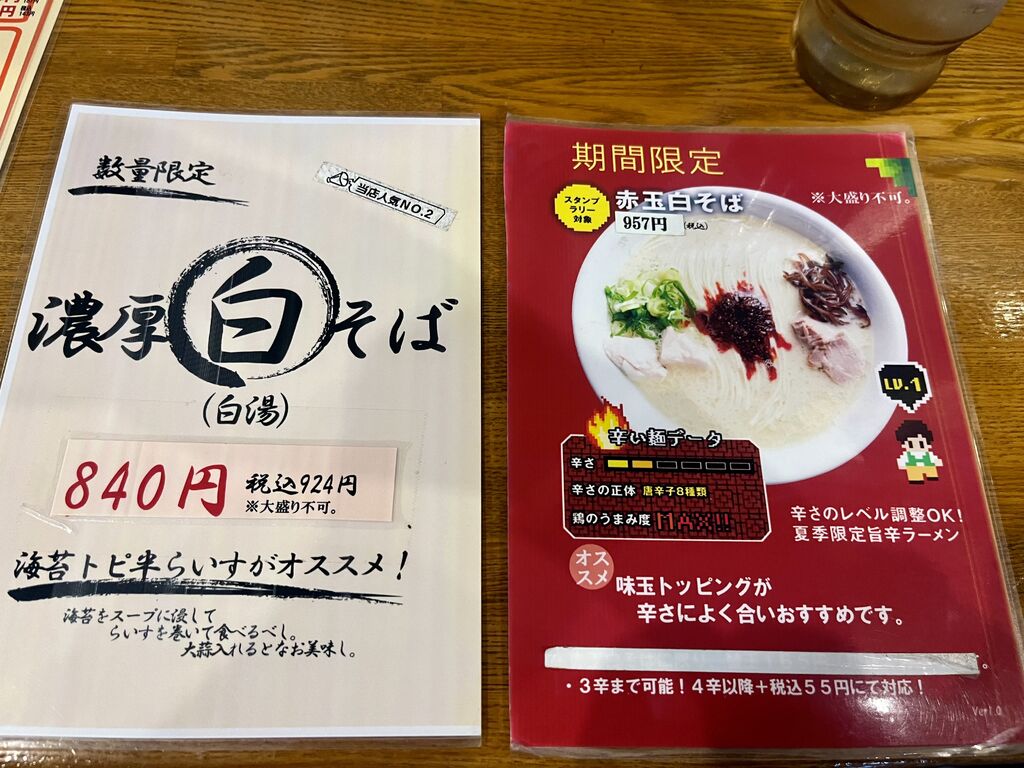 数量限定
当店人気NO.2
濃厚白そば
(白湯)
840円 税込924円
※大盛り不可。
海苔トピ半らいすがオススメ!
海苔をスープに浸して
らいすを巻いて食べるべし。
大蒜入れるとなお美味し。
期間限定
スタンプ
ラリー
対象
赤玉白そば
957円 (税込)
※大盛り不可。
LV.1
辛い麺データ
辛さ
辛さの正体 唐辛子8種類
鶏のうまみ度 MAX!!
辛さのレベル調整OK!
夏季限定旨辛ラーメン
オス
スメ
味玉トッピングが
辛さによく合いおすすめです。
・3辛まで可能!4辛以降+税込55円にて対応!
Ver1.0